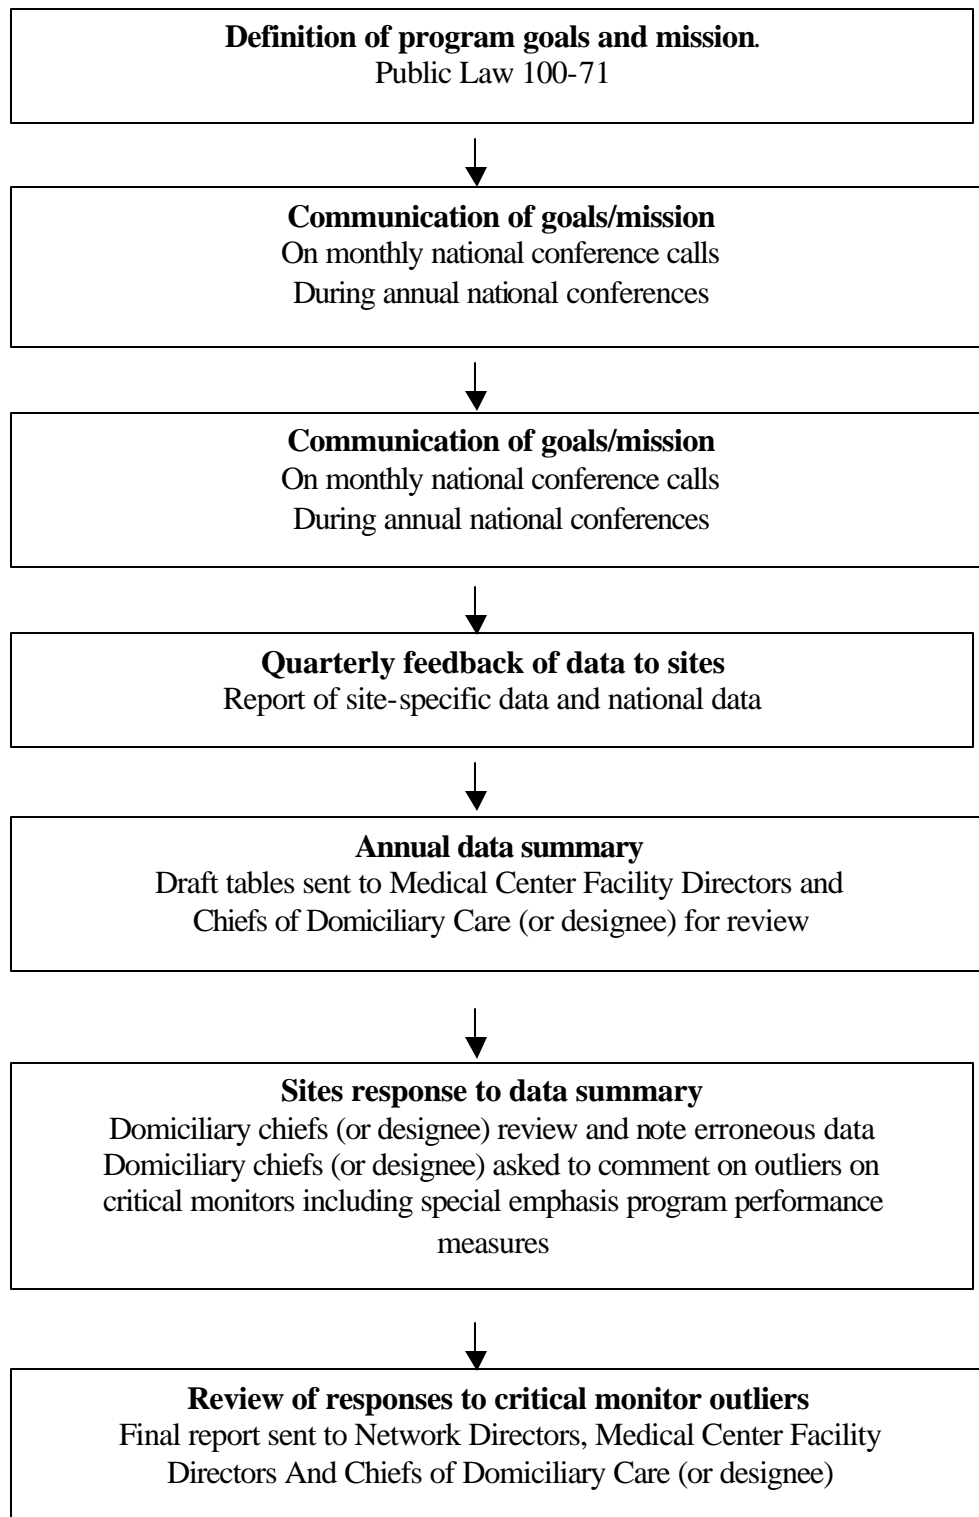 Definition of program goals and mission.
Public Law 100-71
Communication of goals/mission
On monthly national conference calls
During annual national conferences
Communication of goals/mission
On monthly national conference calls
During annual national conferences
Quarterly feedback of data to sites
Report of site-specific data and national data
Annual data summary
Draft tables sent to Medical Center Facility Directors and
Chiefs of Domiciliary Care (or designee) for review
Sites response to data summary
Domiciliary chiefs (or designee) review and note erroneous data
Domiciliary chiefs (or designee) asked to comment on outliers on
critical monitors including special emphasis program performance
measures
Review of responses to critical monitor outliers
Final report sent to Network Directors, Medical Center Facility
Directors And Chiefs of Domiciliary Care (or designee)